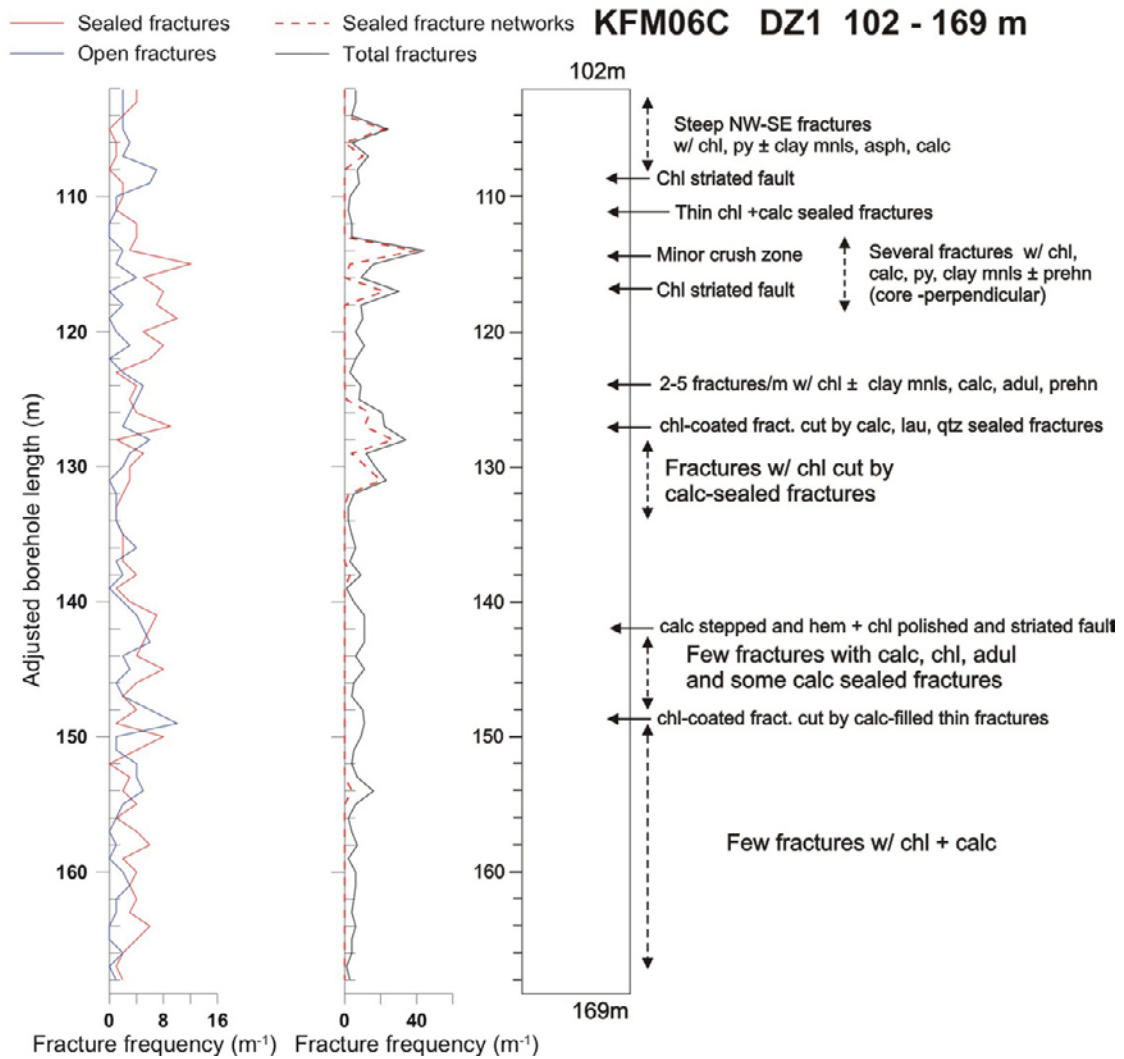 Sealed fractures
Open fractures
Sealed fracture networks
Total fractures
KFM06C DZ1 102 - 169 m
102m
Steep NW-SE fractures
w/ chl, py ± clay mnls, asph, calc
Chl striated fault
Thin chl +calc sealed fractures
Minor crush zone
Several fractures w/ chl,
calc, py, clay mnls ± prehn
(core -perpendicular)
Chl striated fault
2-5 fractures/m w/ chl ± clay mnls, calc, adul, prehn
chl-coated fract. cut by calc, lau, qtz sealed fractures
Fractures w/ chl cut by
calc-sealed fractures
calc stepped and hem + chl polished and striated fault
Few fractures with calc, chl, adul
and some calc sealed fractures
chl-coated fract. cut by calc-filled thin fractures
Few fractures w/ chl + calc
169m
Adjusted borehole length (m)
110
120
130
140
150
160
110
120
130
140
150
160
0 8 16
Fracture frequency (m⁻¹)
0 40
Fracture frequency (m⁻¹)